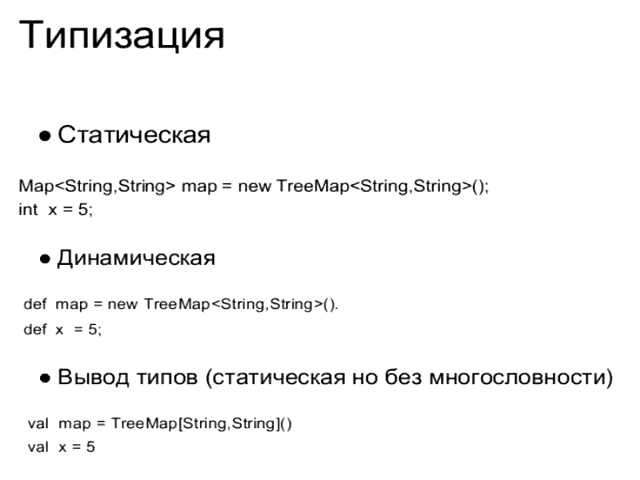 Типизация
● Статическая
Map<String,String> map = new TreeMap<String,String>();
int x = 5;
● Динамическая
def map = new TreeMap<String,String>().
def x = 5;
● Вывод типов (статическая но без многословности)
val map = TreeMap[String,String]()
val x = 5